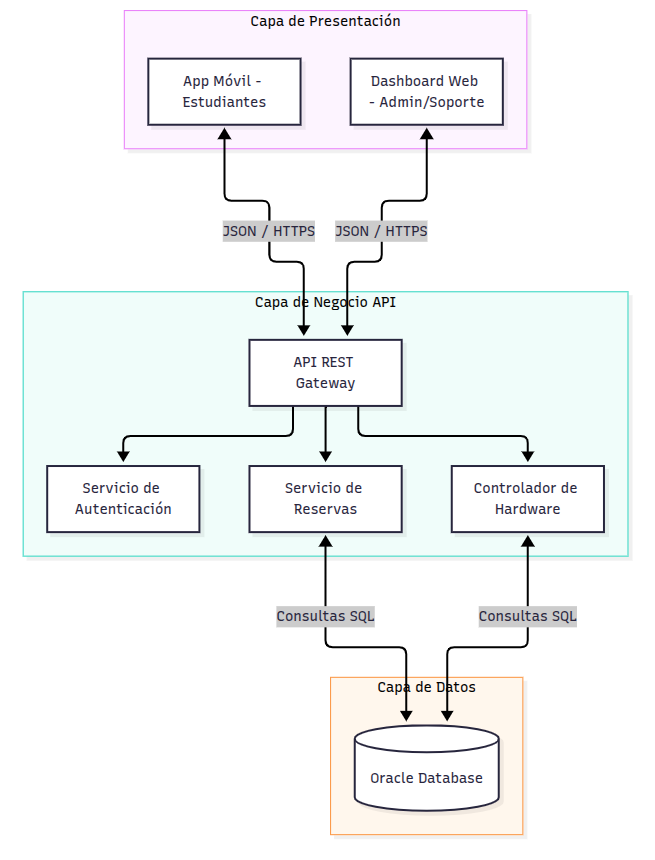 Capa de Presentación
App Móvil -
Estudiantes
Dashboard Web
- Admin/Soporte
JSON / HTTPS
JSON / HTTPS
Capa de Negocio API
API REST
Gateway
Servicio de
Autenticación
Servicio de
Reservas
Controlador de
Hardware
Consultas SQL
Consultas SQL
Capa de Datos
Oracle Database